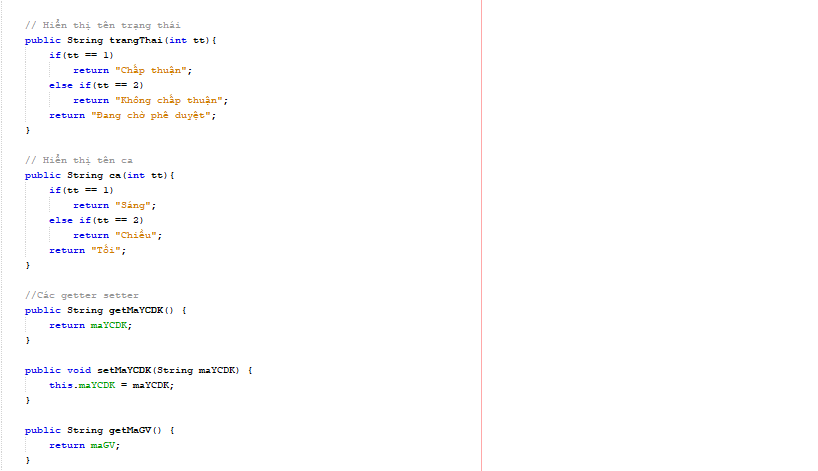 // Hiển thị tên trạng thái
public String trangThai(int tt){
if(tt == 1)
return "Chấp thuận";
else if(tt == 2)
return "Không chấp thuận";
return "Đang chờ phê duyệt";
}
// Hiển thị tên ca
public String ca(int tt){
if(tt == 1)
return "Sáng";
else if(tt == 2)
return "Chiều";
return "Tối";
}
//Các getter setter
public String getMaYCDK() {
return maYCDK;
}
public void setMaYCDK(String maYCDK) {
this.maYCDK = maYCDK;
}
public String getMaGV() {
return maGV;
}